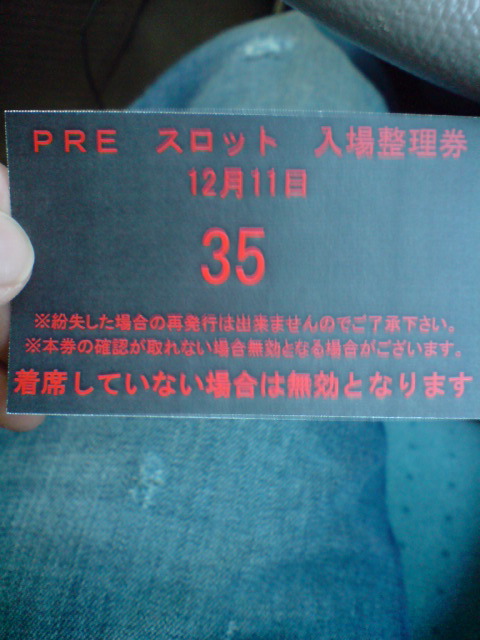 PRE スロット 入場整理券
12月11日
35
※紛失した場合の再発行は出来ませんのでご了承下さい。
※本券の確認が取れない場合無効となる場合がございます。
着席していない場合は無効となります